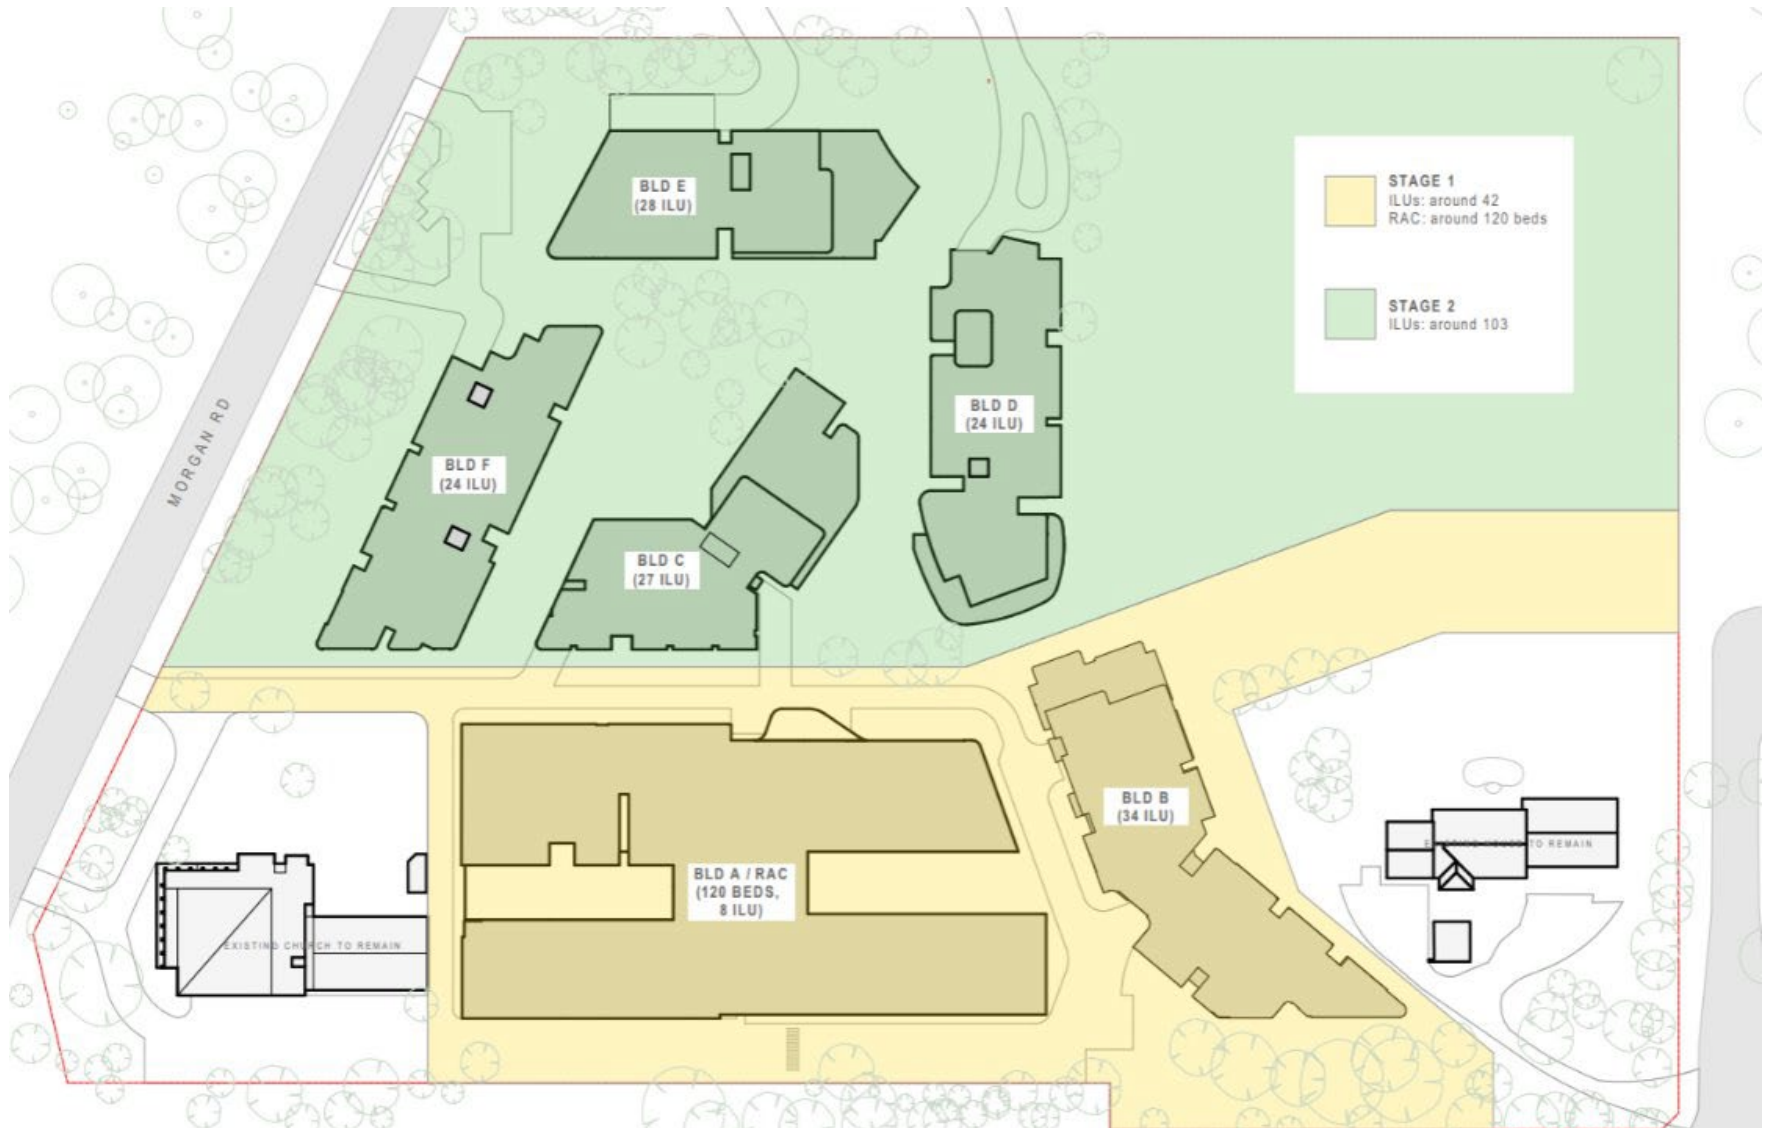 BLD E
(28 ILU)
STAGE 1
ILUs: around 42
RAC: around 120 beds
STAGE 2
ILUs: around 103
MORGAN RD
BLD D
(24 ILU)
BLD F
(24 ILU)
BLD C
(27 ILU)
BLD B
(34 ILU)
BLD A / RAC
(120 BEDS,
8 ILU)
EXISTING HOUSE TO REMAIN
EXISTING CHURCH TO REMAIN